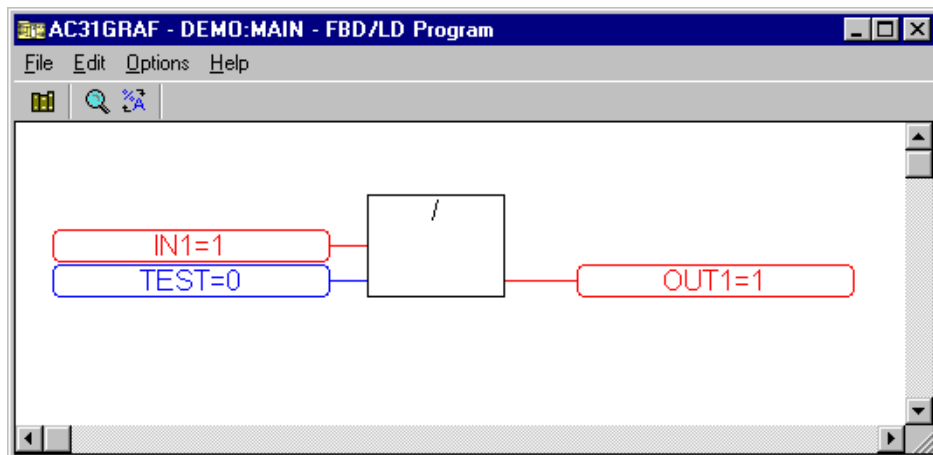 AC31GRAF - DEMO:MAIN - FBD/LD Program
File Edit Options Help
/
IN1=1
TEST=0
OUT1=1